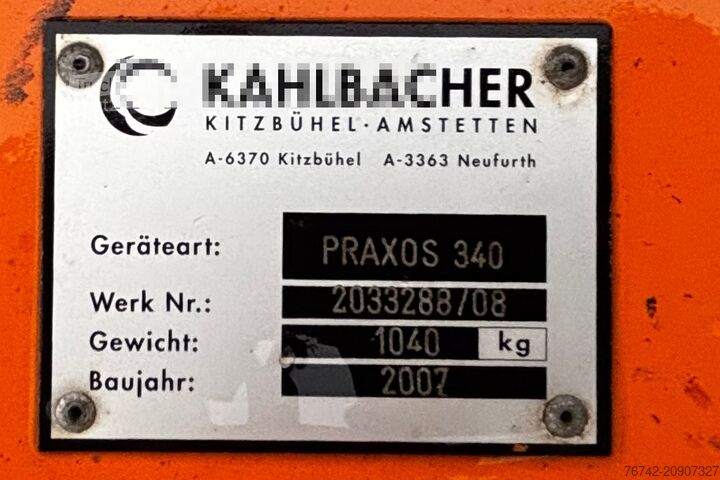 KAHLBACHER
KITZBÜHEL·AMSTETTEN
A-6370 Kitzbühel A-3363 Neufurth
Geräteart: PRAXOS 340
Werk Nr.: 2033288/08
Gewicht: 1040 kg
Baujahr: 2007
76742-20907327